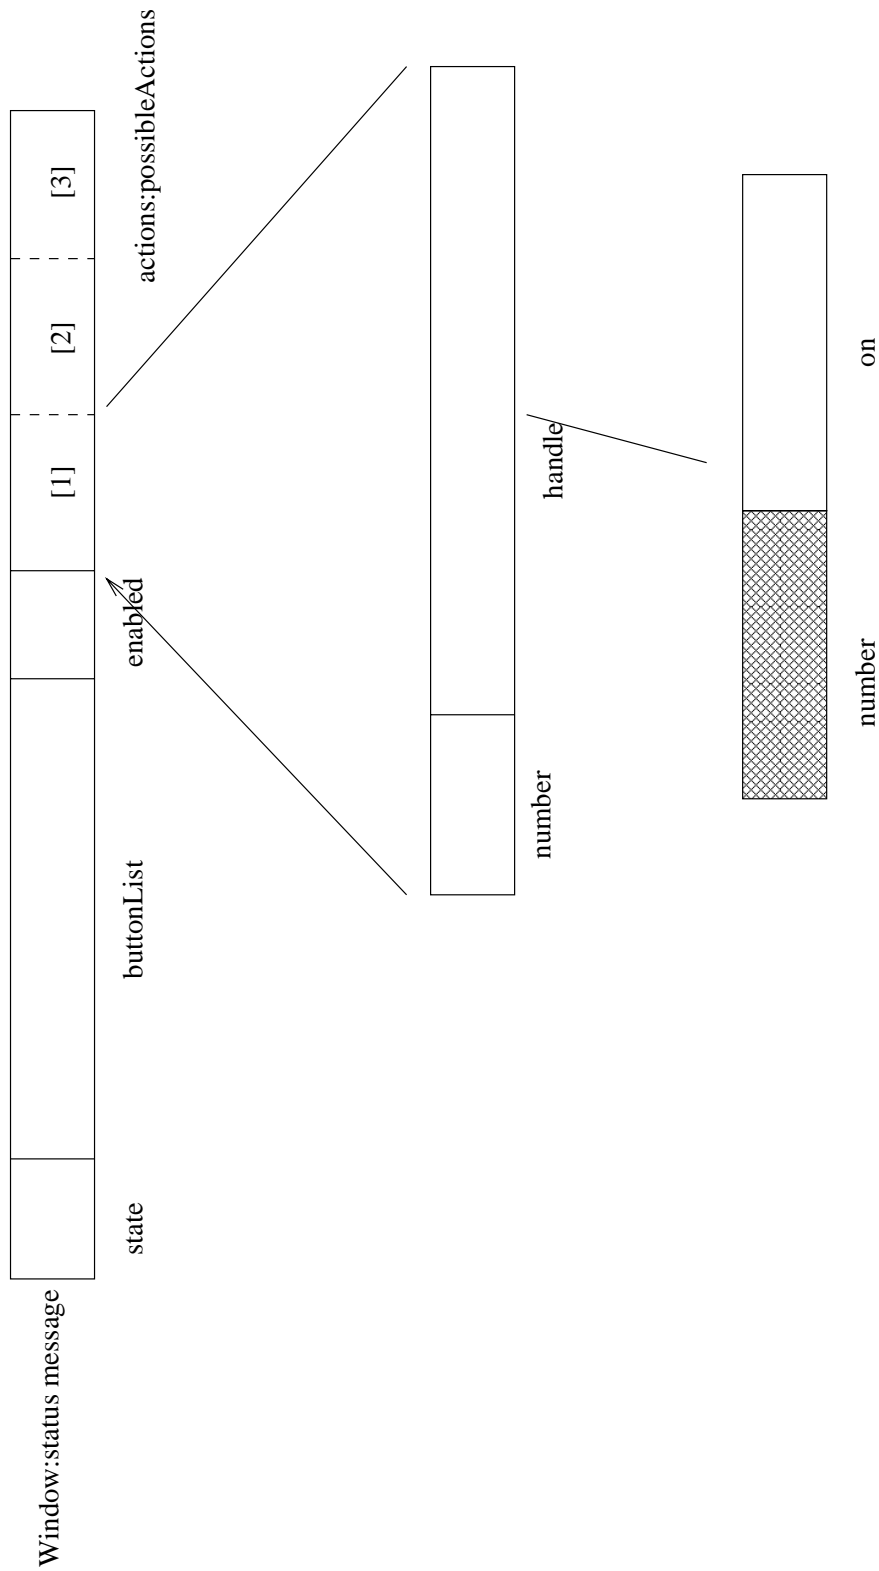 Window:status message
[1]
[2]
[3]
state
buttonList
enabled
actions:possibleActions
number
handle
number
on